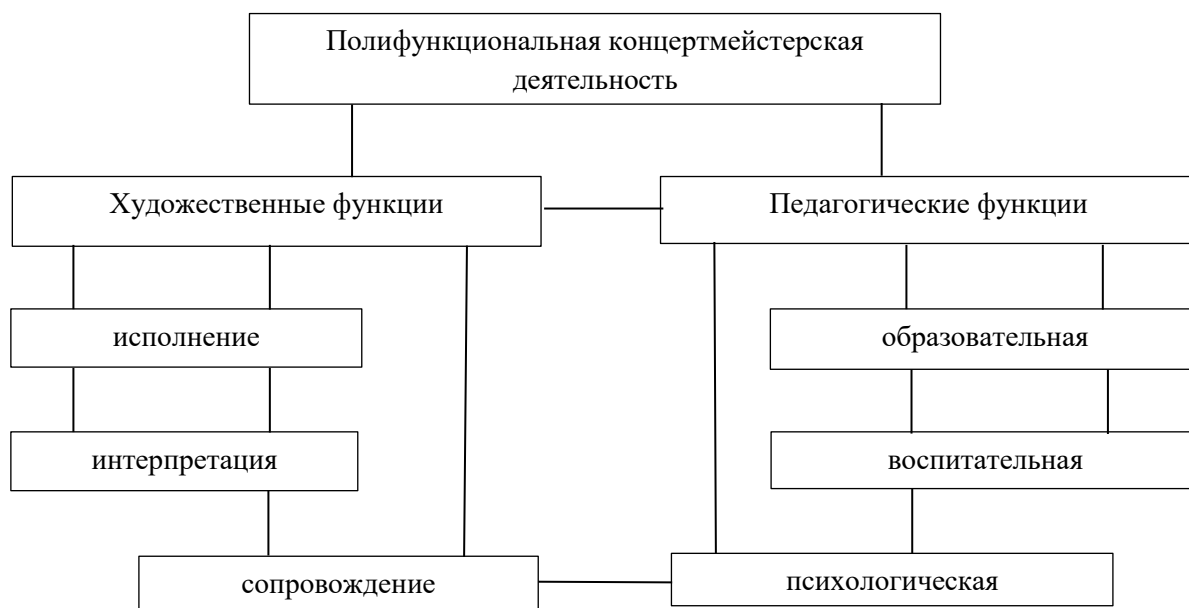 Полифункциональная концертмейстерская
деятельность
Художественные функции
Педагогические функции
исполнение
образовательная
интерпретация
воспитательная
сопровождение
психологическая